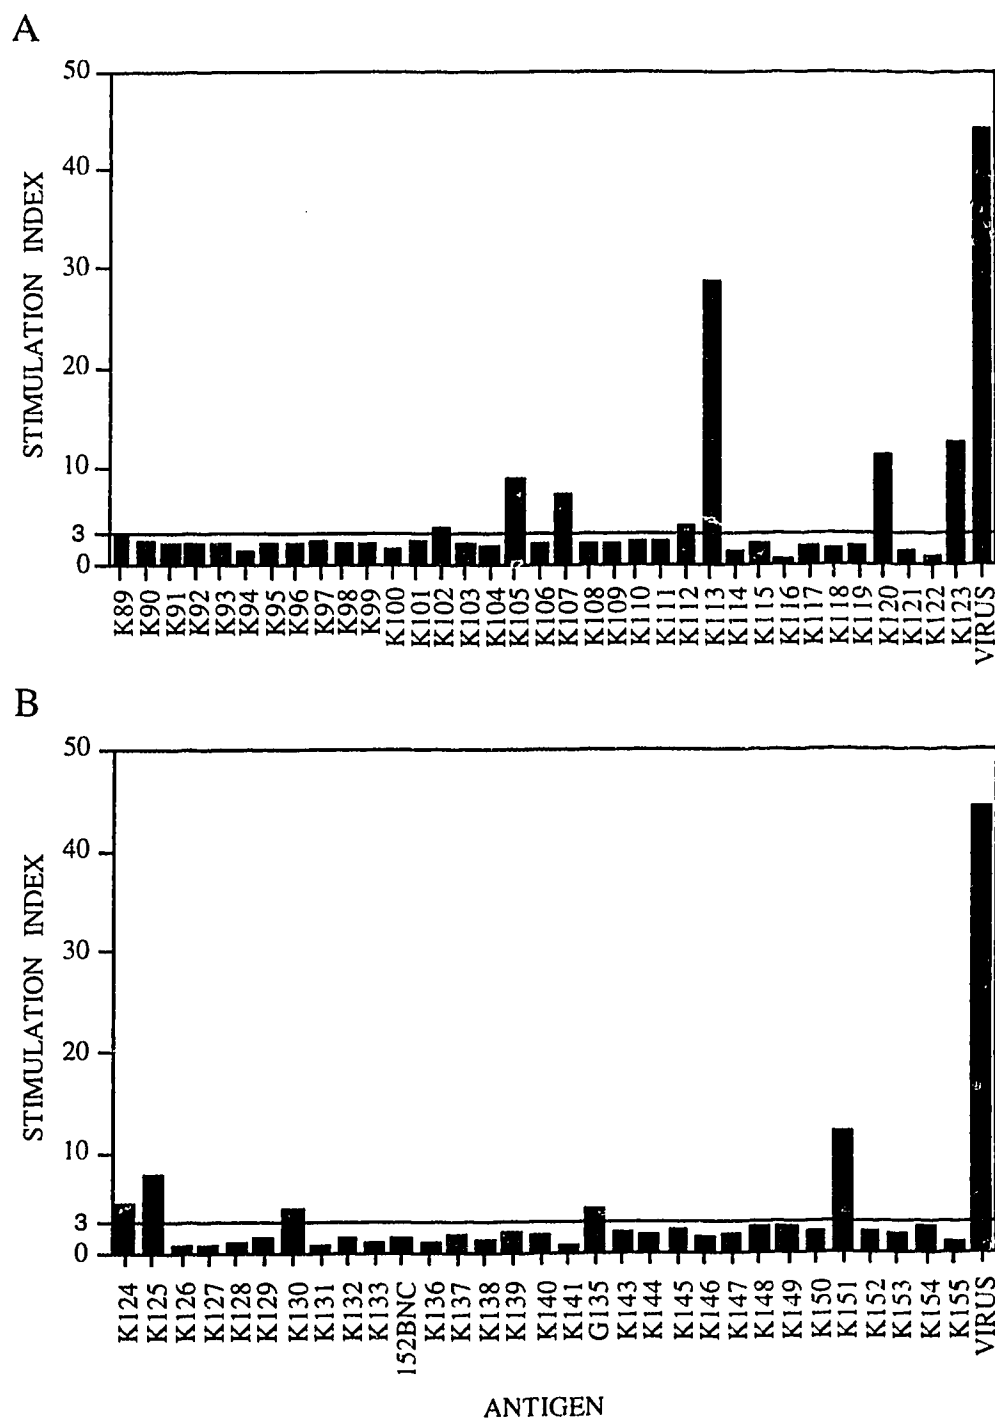 A
50
40
30
20
10
3
0
STIMULATION INDEX
K89 K90 K91 K92 K93 K94 K95 K96 K97 K98 K99 K100 K101 K102 K103 K104 K105 K106 K107 K108 K109 K110 K111 K112 K113 K114 K115 K116 K117 K118 K119 K120 K121 K122 K123 VIRUS
B
50
40
30
20
10
3
0
STIMULATION INDEX
K124 K125 K126 K127 K128 K129 K130 K131 K132 K133 152BNC K136 K137 K138 K139 K140 K141 G135 K143 K144 K145 K146 K147 K148 K149 K150 K151 K152 K153 K154 K155 VIRUS
ANTIGEN